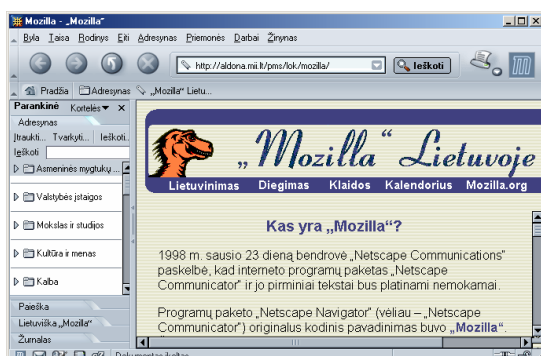 Mozilla - „Mozilla"
Byla Taisa Rodinys Eiti Adresynas Priemonės Darbai Žinynas
http://aldona.mii.lt/pms/lok/mozilla/ Ieškoti
Pradžia Adresynas „Mozilla" Lietu...
Parankinė Kortelės
Adresynas
Įtraukti... Tvarkyti... Ieškoti..
Ieškoti
Asmeninės mygtukų ...
Valstybės įstaigos
Mokslas ir studijos
Kultūra ir menas
Kalba
Paieška
Lietuviška „Mozilla"
Žurnalas
„Mozilla“ Lietuvoje
Lietuvinimas Diegimas Klaidos Kalendorius Mozilla.org
Kas yra „Mozilla"?
1998 m. sausio 23 dieną bendrovė „Netscape Communications"
paskelbė, kad interneto programų paketas „Netscape
Communicator" ir jo pirminiai tekstai bus platinami nemokamai.
Programų paketo „Netscape Navigator" (vėliau – „Netscape
Communicator") originalus kodinis pavadinimas buvo „Mozilla".